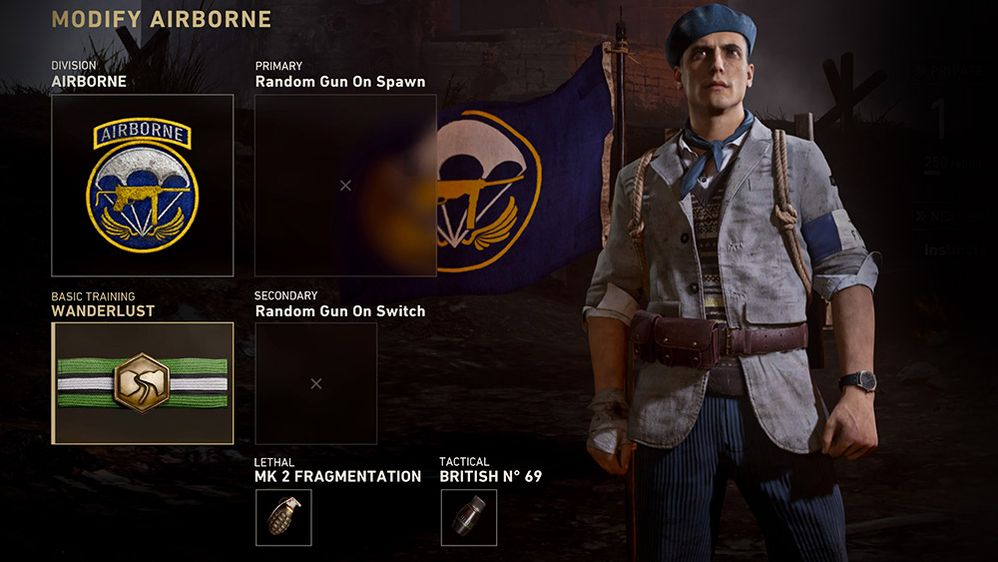 MODIFY AIRBORNE
DIVISION
AIRBORNE
PRIMARY
Random Gun On Spawn
AIRBORNE
BASIC TRAINING
WANDERLUST
SECONDARY
Random Gun On Switch
LETHAL
MK 2 FRAGMENTATION
TACTICAL
BRITISH N° 69
1